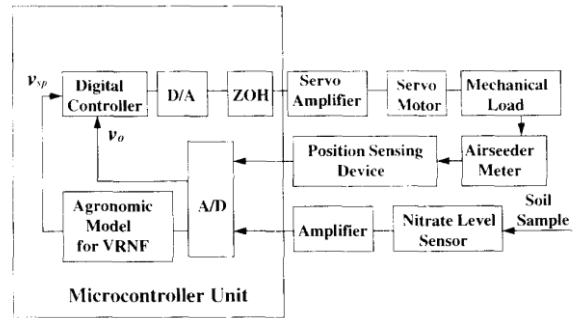 v_sp
Digital
Controller
D/A
ZOH
Servo
Amplifier
Servo
Motor
Mechanical
Load
v_o
A/D
Position Sensing
Device
Airseeder
Meter
Agronomic
Model
for VRNF
Amplifier
Nitrate Level
Sensor
Soil
Sample
Microcontroller Unit